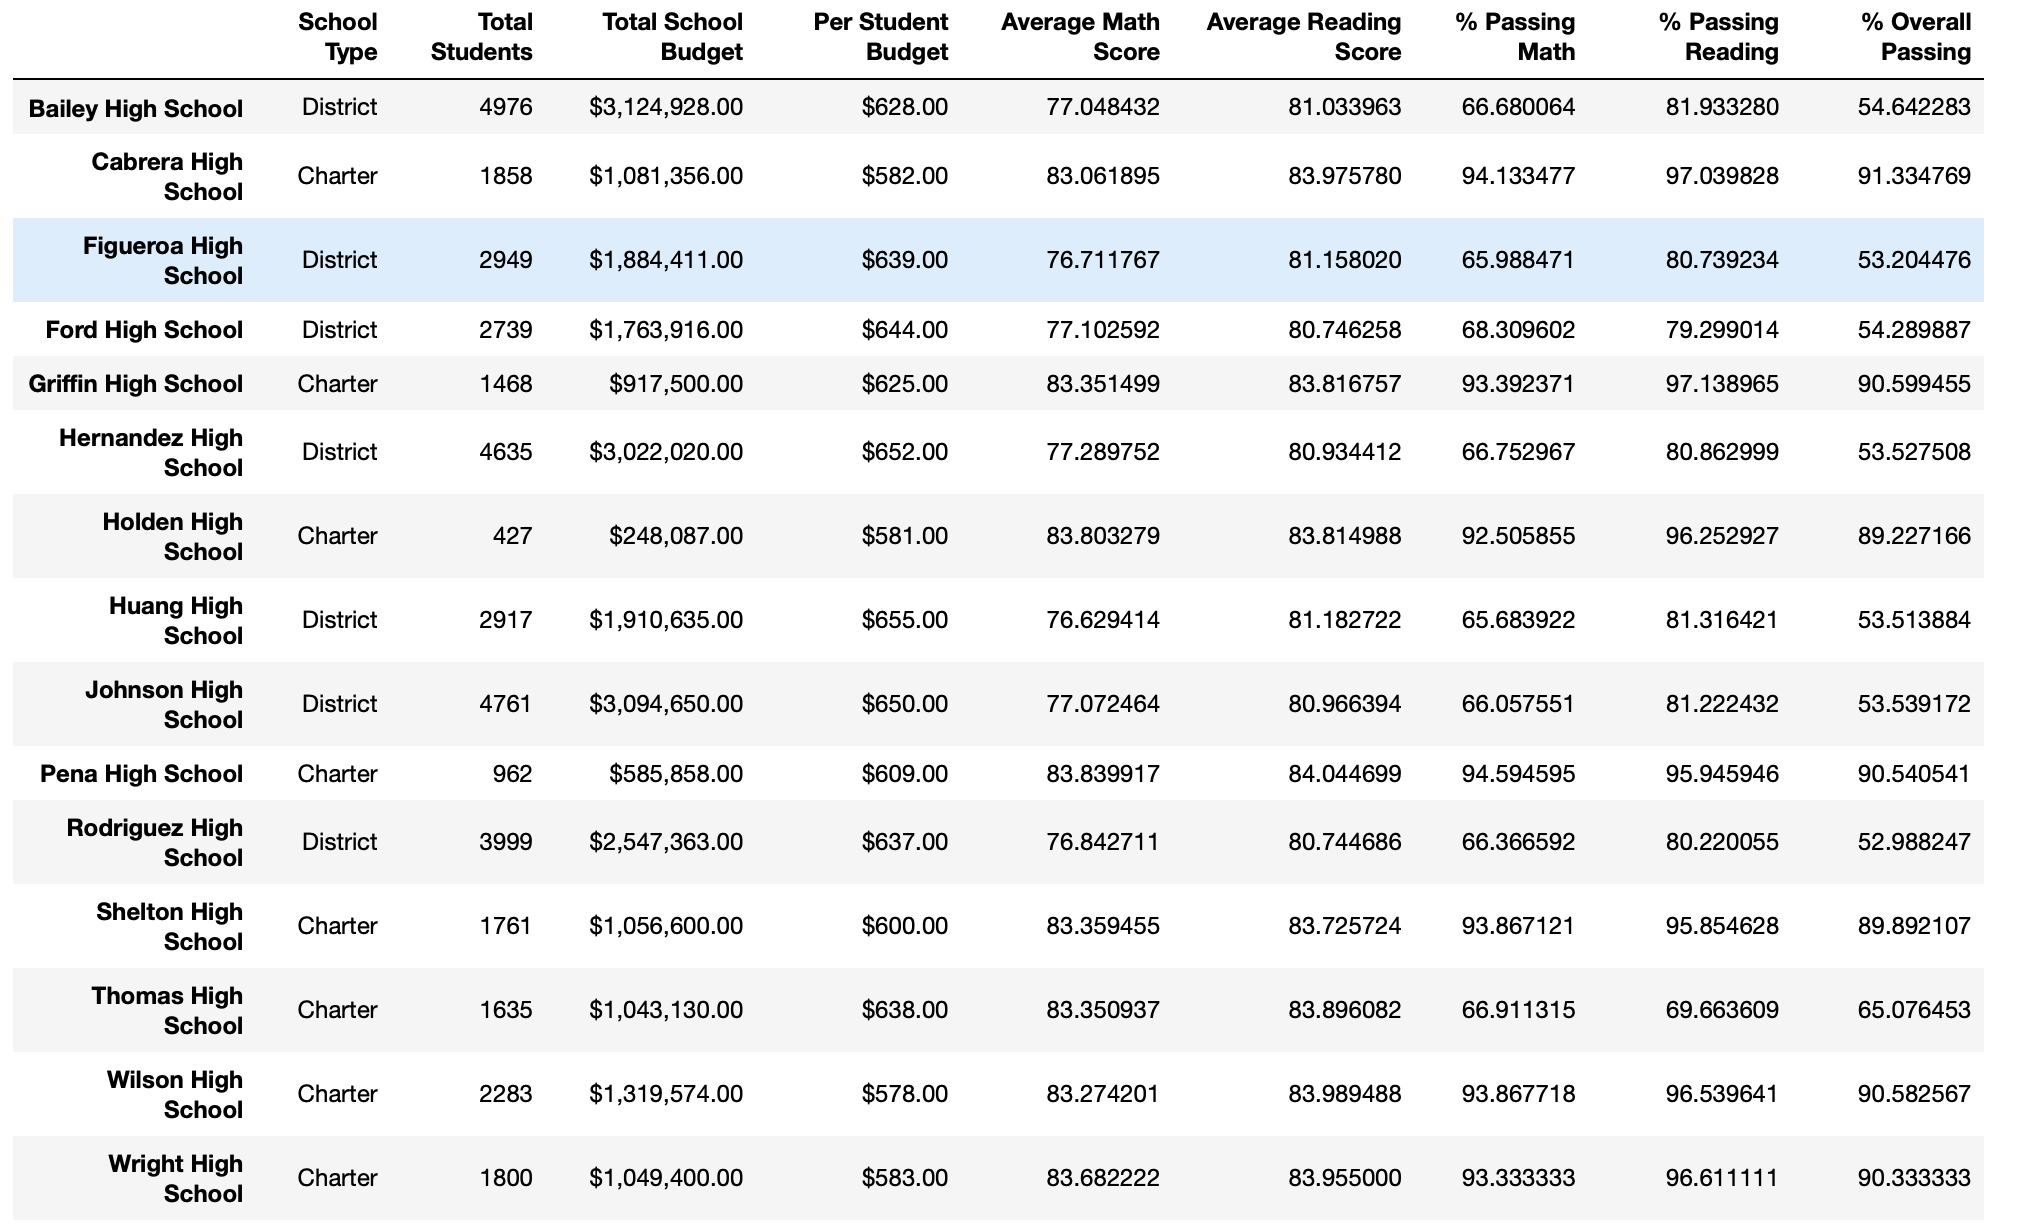 School Type Total Students Total School Budget Per Student Budget Average Math Score Average Reading Score % Passing Math % Passing Reading % Overall Passing
Bailey High School District 4976 $3,124,928.00 $628.00 77.048432 81.033963 66.680064 81.933280 54.642283
Cabrera High School Charter 1858 $1,081,356.00 $582.00 83.061895 83.975780 94.133477 97.039828 91.334769
Figueroa High School District 2949 $1,884,411.00 $639.00 76.711767 81.158020 65.988471 80.739234 53.204476
Ford High School District 2739 $1,763,916.00 $644.00 77.102592 80.746258 68.309602 79.299014 54.289887
Griffin High School Charter 1468 $917,500.00 $625.00 83.351499 83.816757 93.392371 97.138965 90.599455
Hernandez High School District 4635 $3,022,020.00 $652.00 77.289752 80.934412 66.752967 80.862999 53.527508
Holden High School Charter 427 $248,087.00 $581.00 83.803279 83.814988 92.505855 96.252927 89.227166
Huang High School District 2917 $1,910,635.00 $655.00 76.629414 81.182722 65.683922 81.316421 53.513884
Johnson High School District 4761 $3,094,650.00 $650.00 77.072464 80.966394 66.057551 81.222432 53.539172
Pena High School Charter 962 $585,858.00 $609.00 83.839917 84.044699 94.594595 95.945946 90.540541
Rodriguez High School District 3999 $2,547,363.00 $637.00 76.842711 80.744686 66.366592 80.220055 52.988247
Shelton High School Charter 1761 $1,056,600.00 $600.00 83.359455 83.725724 93.867121 95.854628 89.892107
Thomas High School Charter 1635 $1,043,130.00 $638.00 83.350937 83.896082 66.911315 69.663609 65.076453
Wilson High School Charter 2283 $1,319,574.00 $578.00 83.274201 83.989488 93.867718 96.539641 90.582567
Wright High School Charter 1800 $1,049,400.00 $583.00 83.682222 83.955000 93.333333 96.611111 90.333333